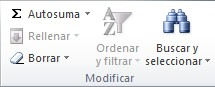 Σ Autosuma
Rellenar
Borrar
A
Z
Ordenar
y filtrar
Buscar y
seleccionar
Modificar